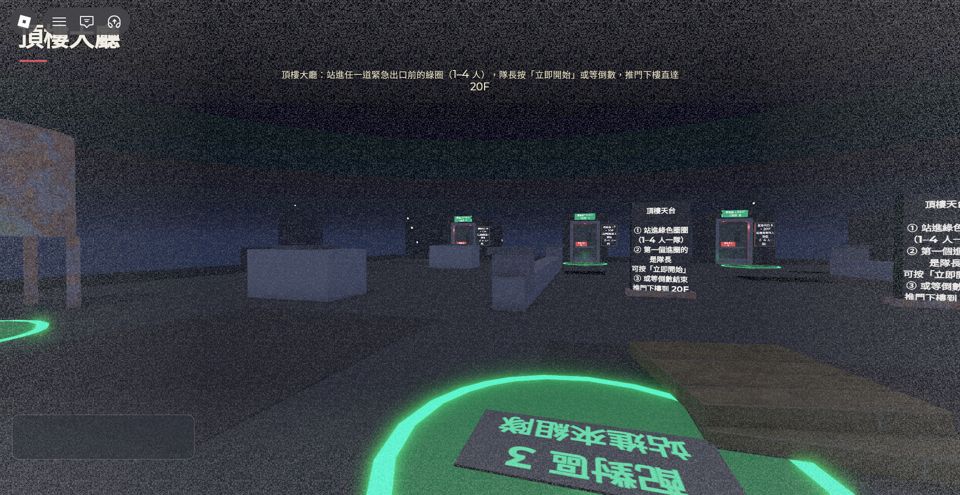 頂樓大廳
頂樓大廳：站進任一道緊急出口前的綠圈（1–4 人），隊長按「立即開始」或等倒數，推門下樓直達
20F
頂樓天台
① 站進綠色圈圈
（1–4 人一隊）
② 第一個進圈的
是隊長
可按「立即開始」
③ 或等倒數結束
推門下樓到 20F
頂樓天台
① 站進綠色
（1–4 人一
② 第一個進
是隊長
可按「立即開
③ 或等倒數
推門下樓到
配對區 3
站進來組隊